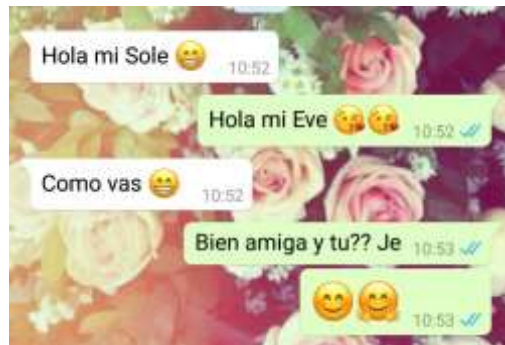 Hola mi Sole 😁 10:52
Hola mi Eve 😘😘 10:52
Como vas 😁 10:52
Bien amiga y tu?? Je 10:53
😊🤗 10:53